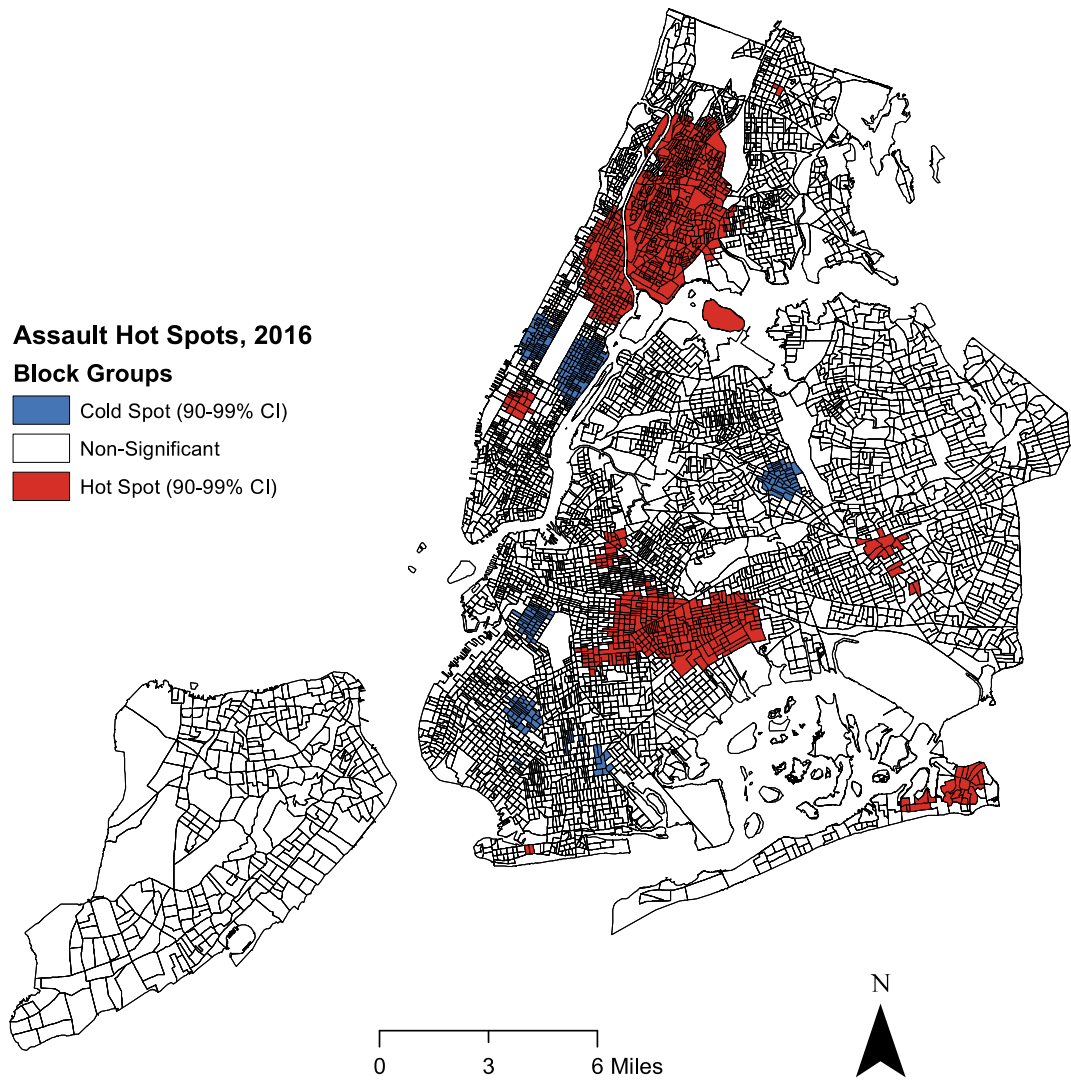 Assault Hot Spots, 2016
Block Groups
Cold Spot (90-99% CI)
Non-Significant
Hot Spot (90-99% CI)
N
0 3 6 Miles